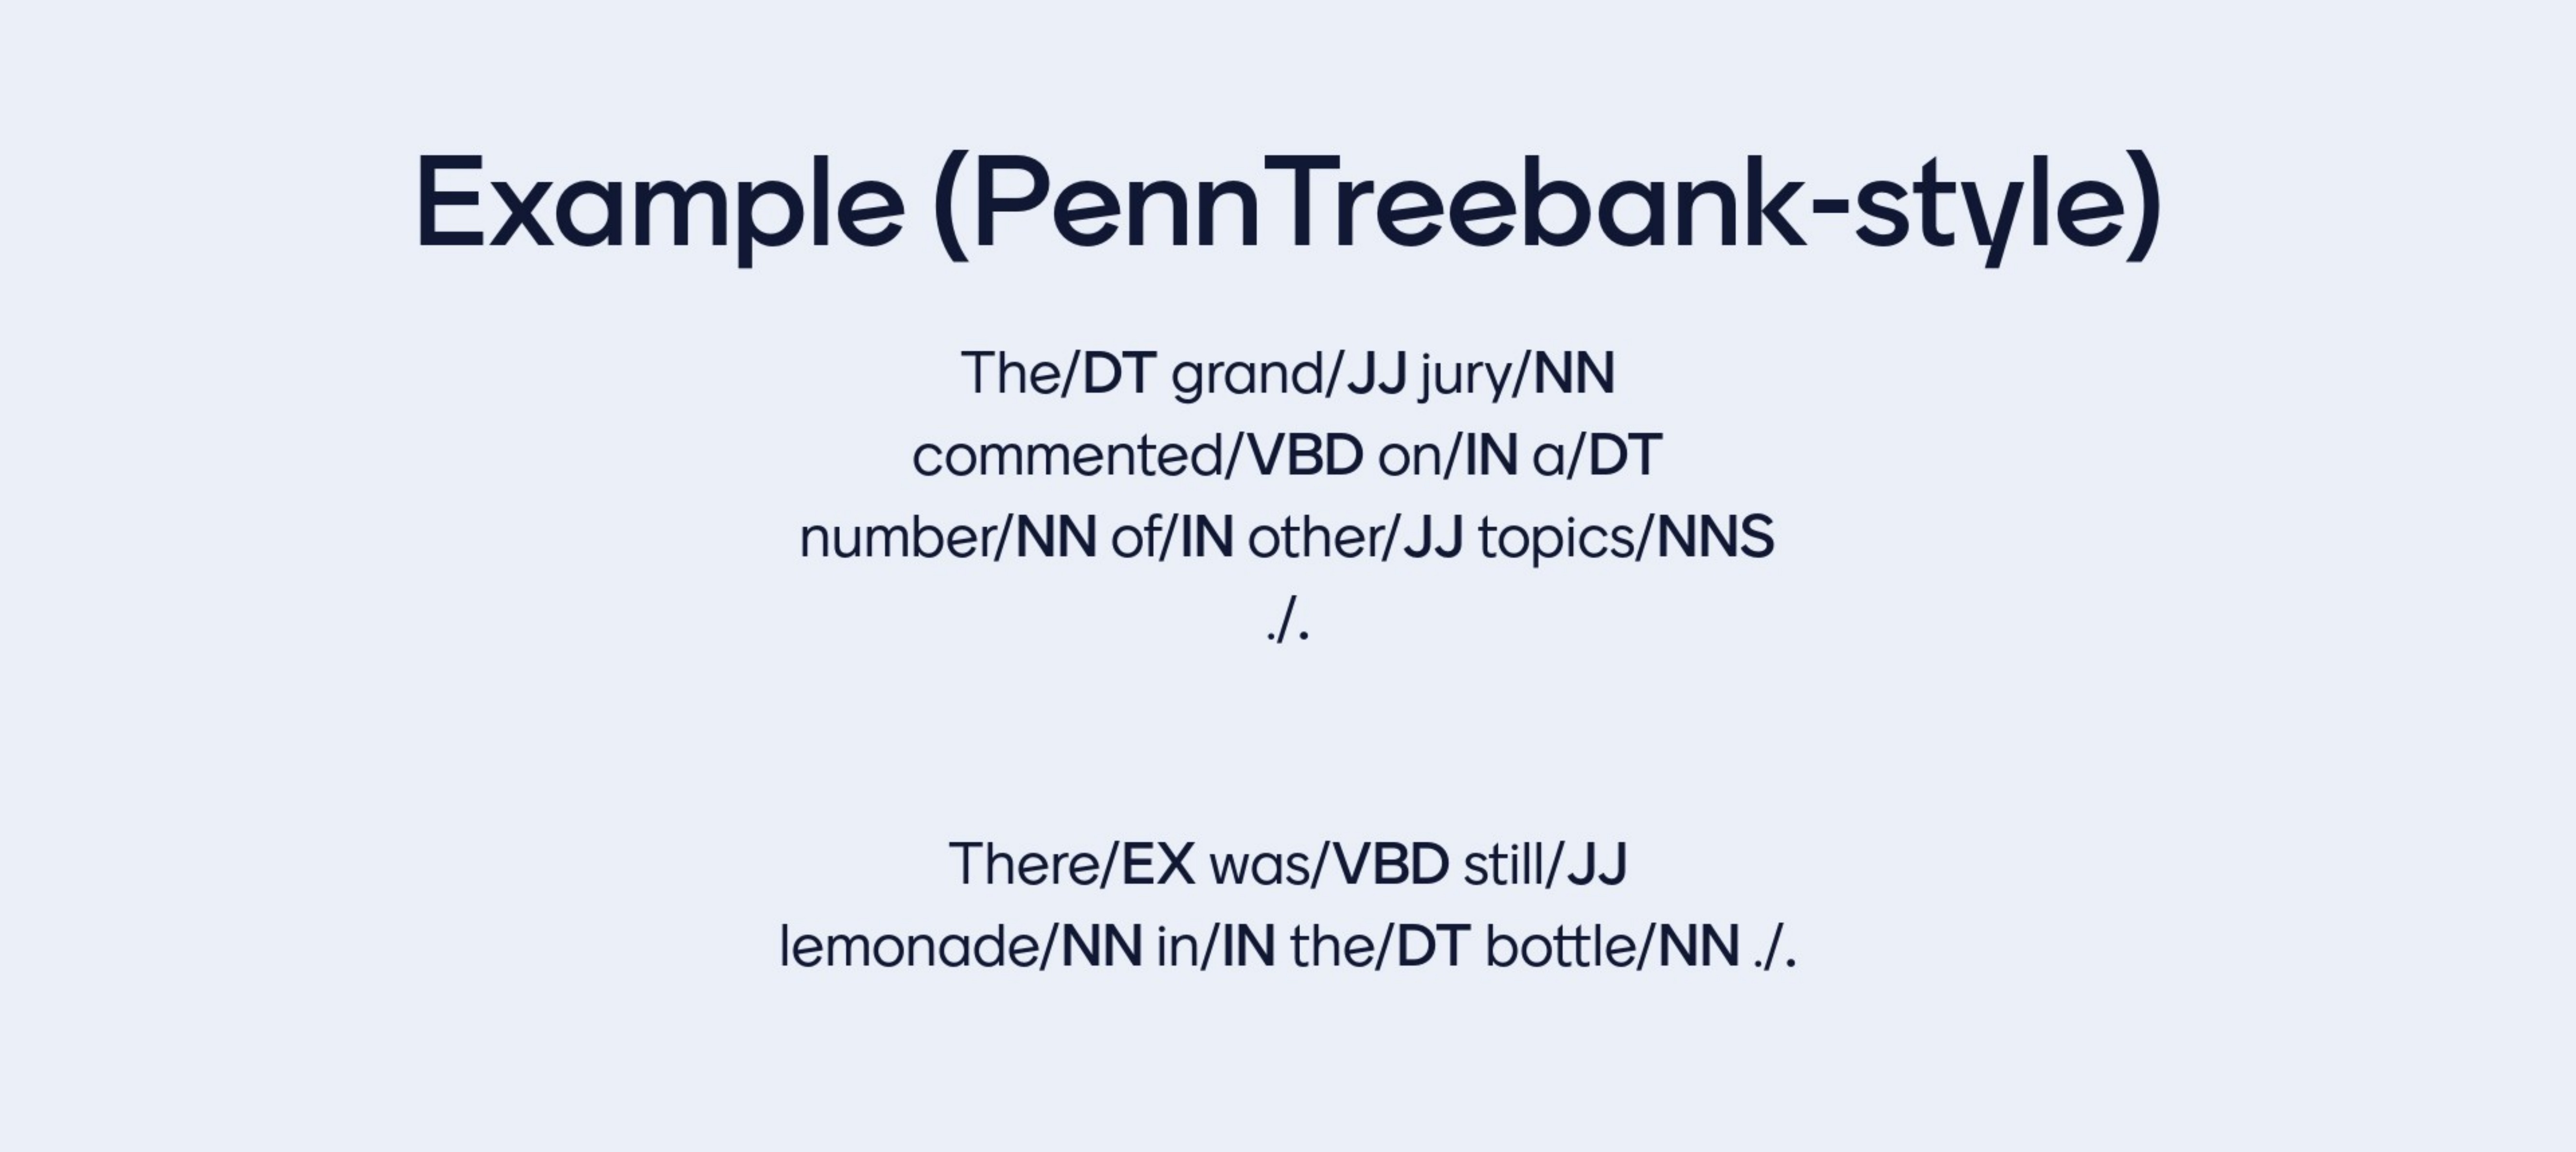 Example (PennTreebank-style)
The/DT grand/JJ jury/NN
commented/VBD on/IN a/DT
number/NN of/IN other/JJ topics/NNS
./.
There/EX was/VBD still/JJ
lemonade/NN in/IN the/DT bottle/NN ./.